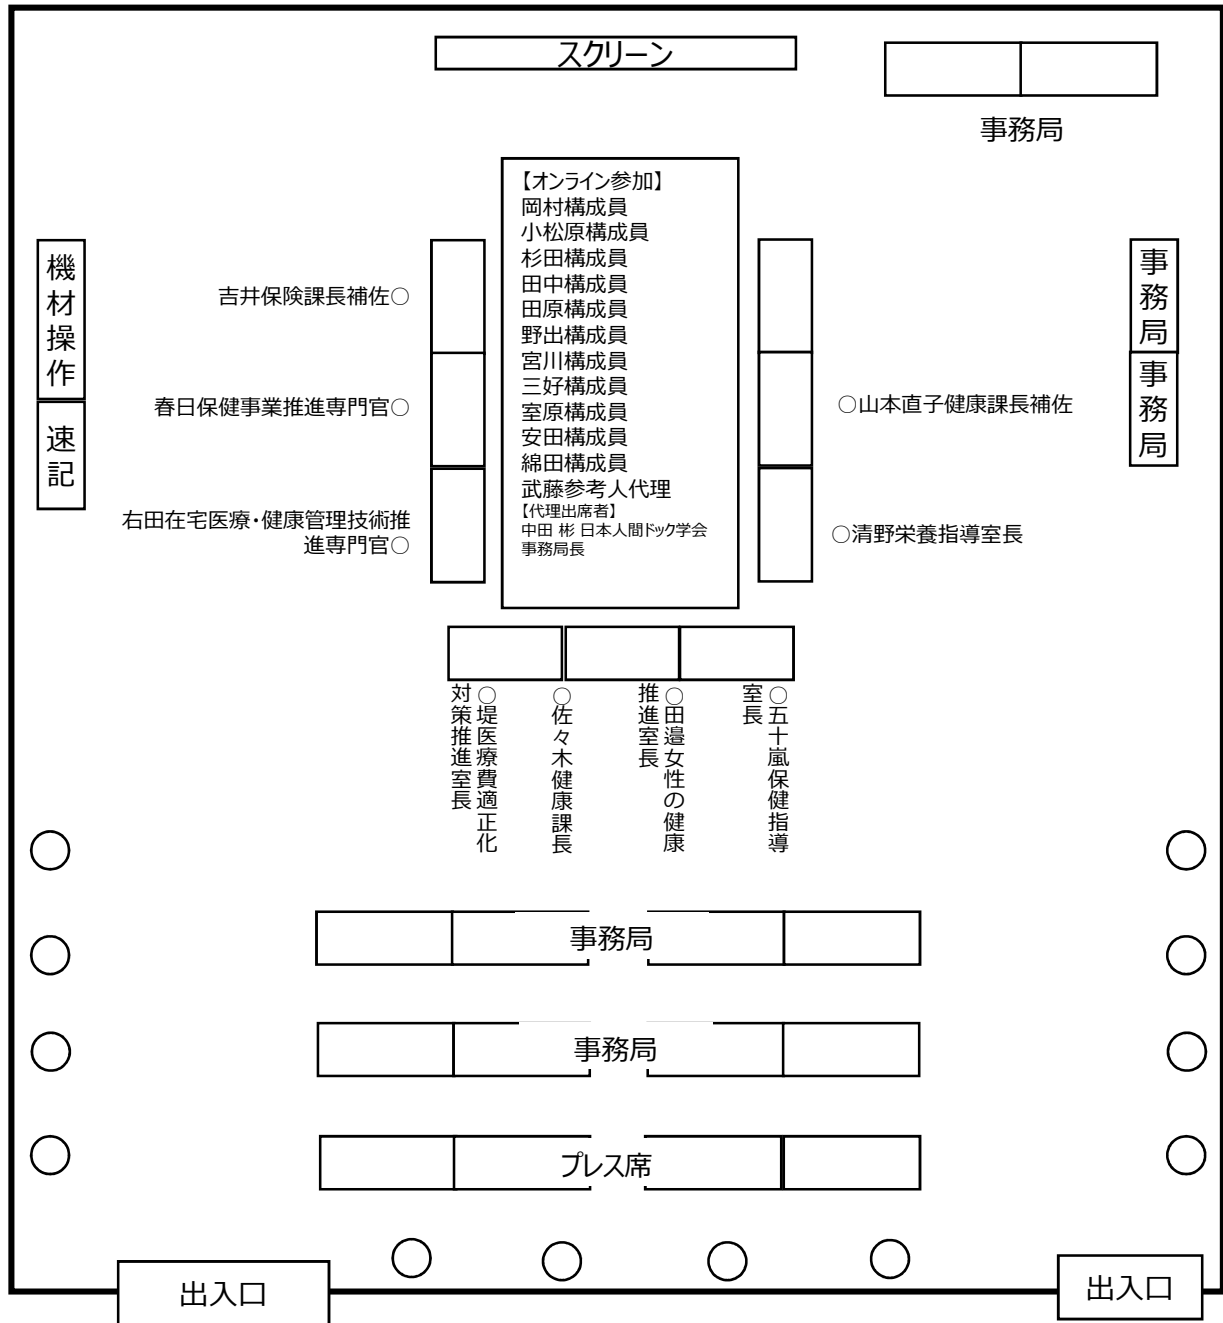 スクリーン
事務局
【オンライン参加】
岡村構成員
小松原構成員
杉田構成員
田中構成員
田原構成員
野出構成員
宮川構成員
三好構成員
室原構成員
安田構成員
綿田構成員
武藤参考人代理
【代理出席者】
中田 彬 日本人間ドック学会
事務局長
機材操作
速記
吉井保険課長補佐○
春日保健事業推進専門官○
右田在宅医療・健康管理技術推
進専門官○
○山本直子健康課長補佐
○清野栄養指導室長
事務局
事務局
○堤医療費適正化
対策推進室長
○佐々木健康課長
○田邉女性の健康
推進室長
○五十嵐保健指導
室長
事務局
事務局
プレス席
出入口
出入口